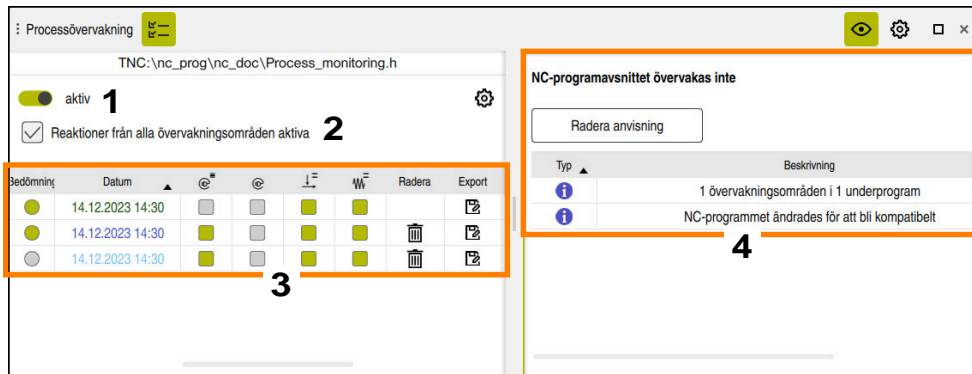 Processövervakning
TNC:\nc_prog\nc_doc\Process_monitoring.h
aktiv 1
Reaktioner från alla övervakningsområden aktiva 2
Bedömning Datum Radera Export
14.12.2023 14:30
14.12.2023 14:30
14.12.2023 14:30
3
NC-programavsnittet övervakas inte
Radera anvisning
Typ Beskrivning
1 övervakningsområden i 1 underprogram
NC-programmet ändrades för att bli kompatibelt
4